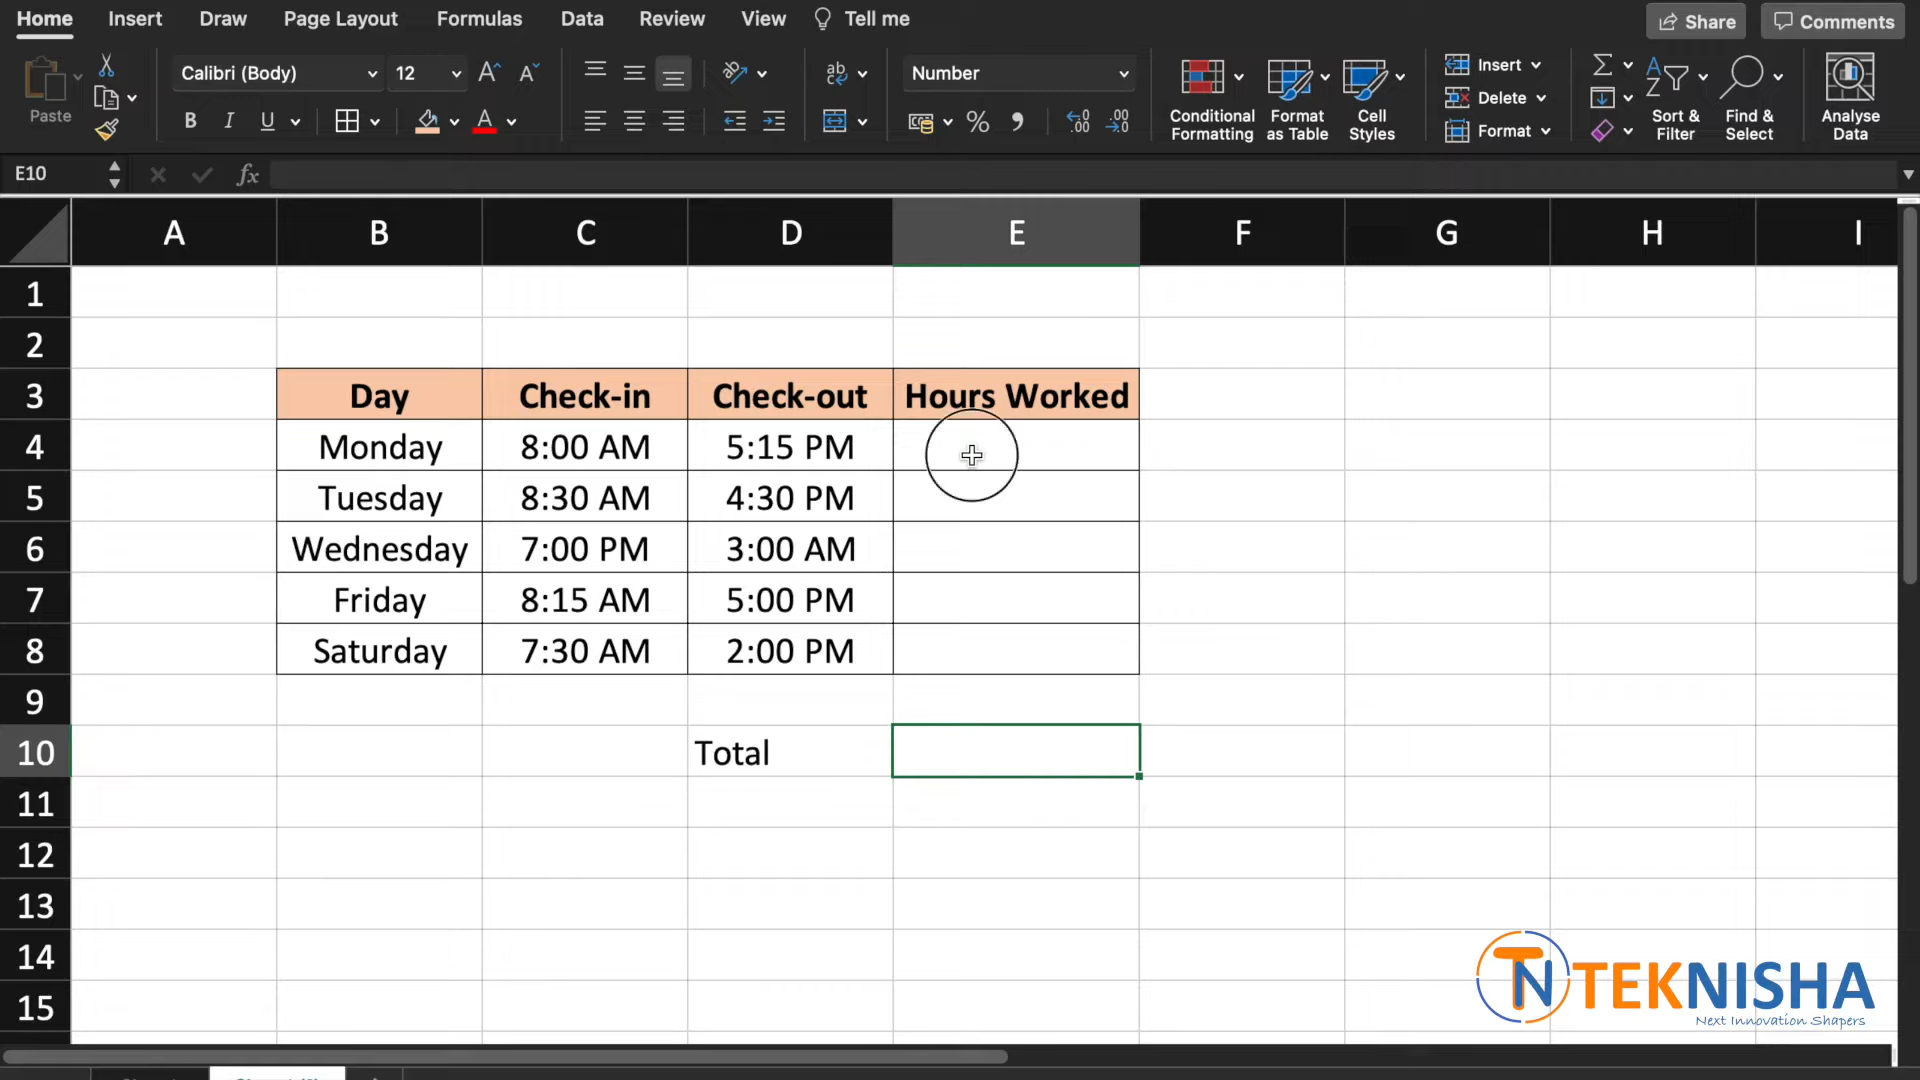 Home Insert Draw Page Layout Formulas Data Review View Tell me Share Comments
Calibri (Body) 12 Number
Paste
B I U
ab
Conditional Formatting
Format as Table
Cell Styles
Insert
Delete
Format
Sort & Filter
Find & Select
Analyse Data
E10 fx
A B C D E F G H I
1
2
3 Day Check-in Check-out Hours Worked
4 Monday 8:00 AM 5:15 PM
5 Tuesday 8:30 AM 4:30 PM
6 Wednesday 7:00 PM 3:00 AM
7 Friday 8:15 AM 5:00 PM
8 Saturday 7:30 AM 2:00 PM
9
10 Total
11
12
13
14
15
TN TEKNISHA
Next Innovation Shapers